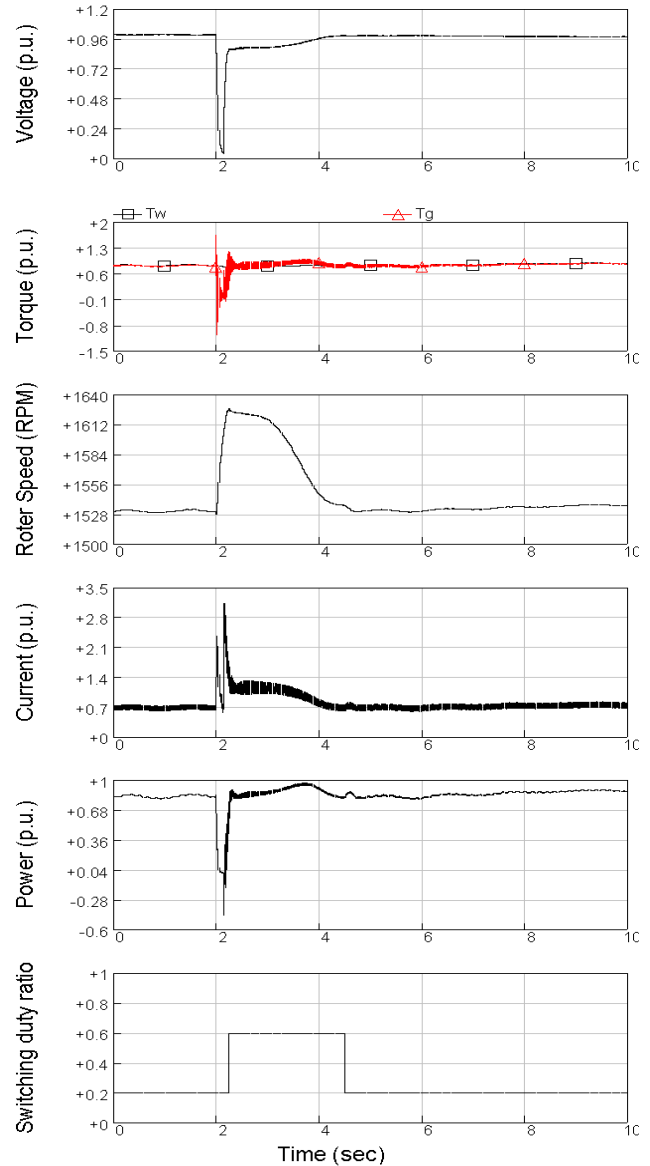 Voltage (p.u.)
+1.2
+0.96
+0.72
+0.48
+0.24
+0
0 2 4 6 8 10
Tw Tg
Torque (p.u.)
+2
+1.3
+0.6
-0.1
-0.8
-1.5
0 2 4 6 8 10
Roter Speed (RPM)
+1640
+1612
+1584
+1556
+1528
+1500
0 2 4 6 8 10
Current (p.u.)
+3.5
+2.8
+2.1
+1.4
+0.7
+0
0 2 4 6 8 10
Power (p.u.)
+1
+0.68
+0.36
+0.04
-0.28
-0.6
0 2 4 6 8 10
Switching duty ratio
+1
+0.8
+0.6
+0.4
+0.2
+0
0 2 4 6 8 10
Time (sec)